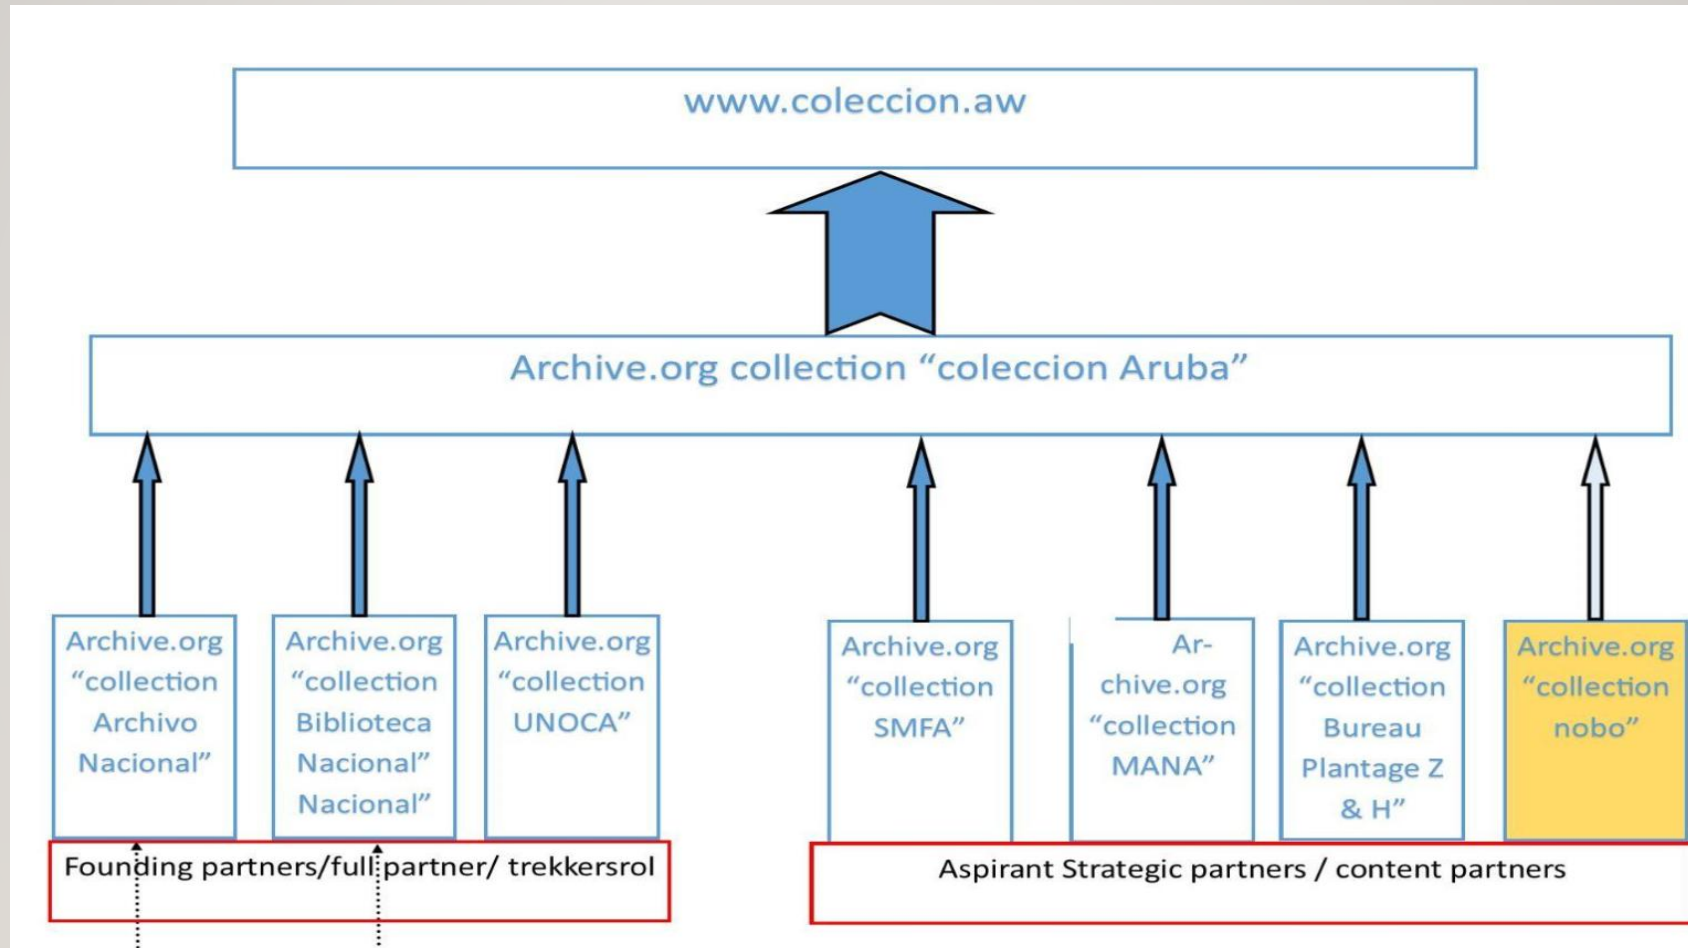 www.coleccion.aw
Archive.org collection “coleccion Aruba”
Archive.org
“collection
Archivo
Nacional”
Archive.org
“collection
Biblioteca
Nacional”
Nacional”
Archive.org
“collection
UNOCA”
Archive.org
“collection
SMFA”
Ar-
chive.org
“collection
MANA”
Archive.org
“collection
Bureau
Plantage Z
& H”
Archive.org
“collection
nobo”
Founding partners/full partner/ trekkersrol
Aspirant Strategic partners / content partners